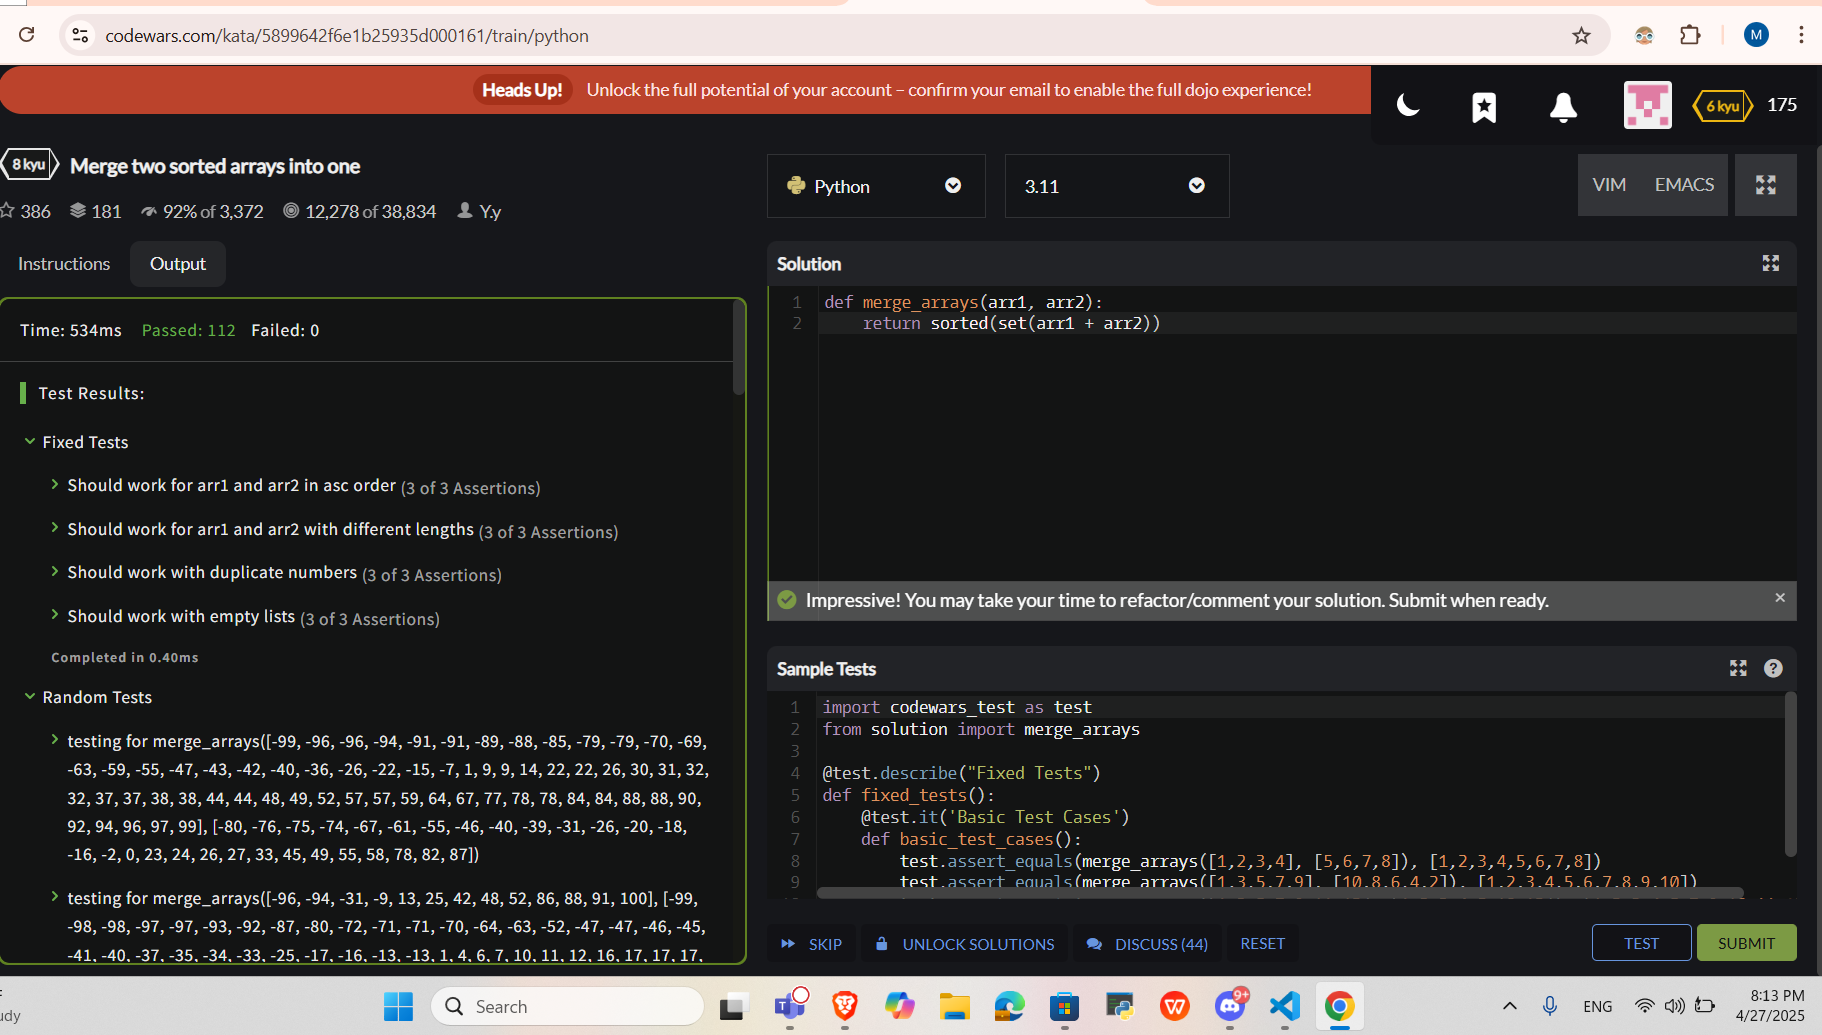 codewars.com/kata/5899642f6e1b25935d000161/train/python
M
Heads Up! Unlock the full potential of your account – confirm your email to enable the full dojo experience!
6 kyu 175
8 kyu Merge two sorted arrays into one
386 181 92% of 3,372 12,278 of 38,834 Y.y
Python 3.11 VIM EMACS
Instructions Output
Time: 534ms Passed: 112 Failed: 0
Test Results:
Fixed Tests
Should work for arr1 and arr2 in asc order (3 of 3 Assertions)
Should work for arr1 and arr2 with different lengths (3 of 3 Assertions)
Should work with duplicate numbers (3 of 3 Assertions)
Should work with empty lists (3 of 3 Assertions)
Completed in 0.40ms
Random Tests
testing for merge_arrays([-99, -96, -96, -94, -91, -91, -89, -88, -85, -79, -79, -70, -69,
-63, -59, -55, -47, -43, -42, -40, -36, -26, -22, -15, -7, 1, 9, 9, 14, 22, 22, 26, 30, 31, 32,
32, 37, 37, 38, 38, 44, 44, 48, 49, 52, 57, 57, 59, 64, 67, 77, 78, 78, 84, 84, 88, 88, 90,
92, 94, 96, 97, 99], [-80, -76, -75, -74, -67, -61, -55, -46, -40, -39, -31, -26, -20, -18,
-16, -2, 0, 23, 24, 26, 27, 33, 45, 49, 55, 58, 78, 82, 87])
testing for merge_arrays([-96, -94, -31, -9, 13, 25, 42, 48, 52, 86, 88, 91, 100], [-99,
-98, -98, -97, -97, -93, -92, -87, -80, -72, -71, -71, -70, -64, -63, -52, -47, -47, -46, -45,
-41, -40, -37, -35, -34, -33, -25, -17, -16, -13, -13, 1, 4, 6, 7, 10, 11, 12, 16, 17, 17, 17,
Solution
1 def merge_arrays(arr1, arr2):
2 return sorted(set(arr1 + arr2))
Impressive! You may take your time to refactor/comment your solution. Submit when ready.
Sample Tests
1 import codewars_test as test
2 from solution import merge_arrays
3
4 @test.describe("Fixed Tests")
5 def fixed_tests():
6 @test.it('Basic Test Cases')
7 def basic_test_cases():
8 test.assert_equals(merge_arrays([1,2,3,4], [5,6,7,8]), [1,2,3,4,5,6,7,8])
9 test.assert_equals(merge_arrays([1,3,5,7,9], [10,8,6,4,2]), [1,2,3,4,5,6,7,8,9,10])
SKIP UNLOCK SOLUTIONS DISCUSS (44) RESET TEST SUBMIT
Search
9+
ENG
8:13 PM
4/27/2025